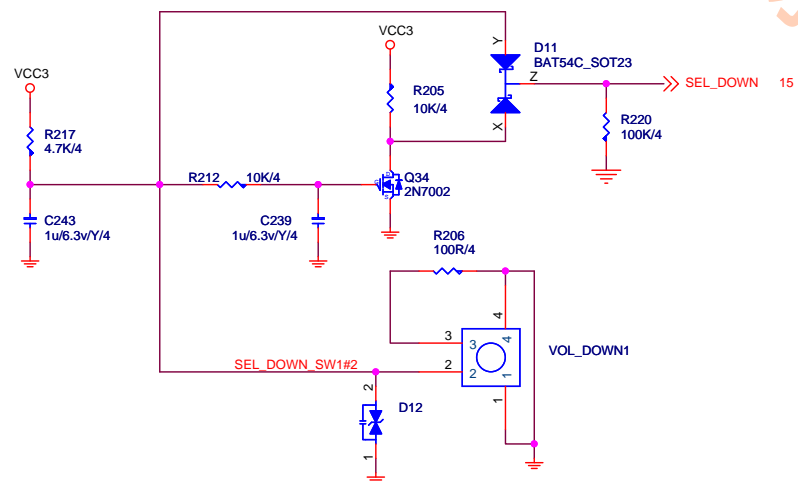 VCC3
Y
D11
BAT54C_SOT23
VCC3
Z
SEL_DOWN 15
R205
10K/4
R217
4.7K/4
X
R220
100K/4
R212 10K/4
G
D
S
Q34
2N7002
C243
1u/6.3v/Y/4
C239
1u/6.3v/Y/4
R206
100R/4
4
4
3
3
VOL_DOWN1
SEL_DOWN_SW1#2
2
2
1
1
2
D12
1